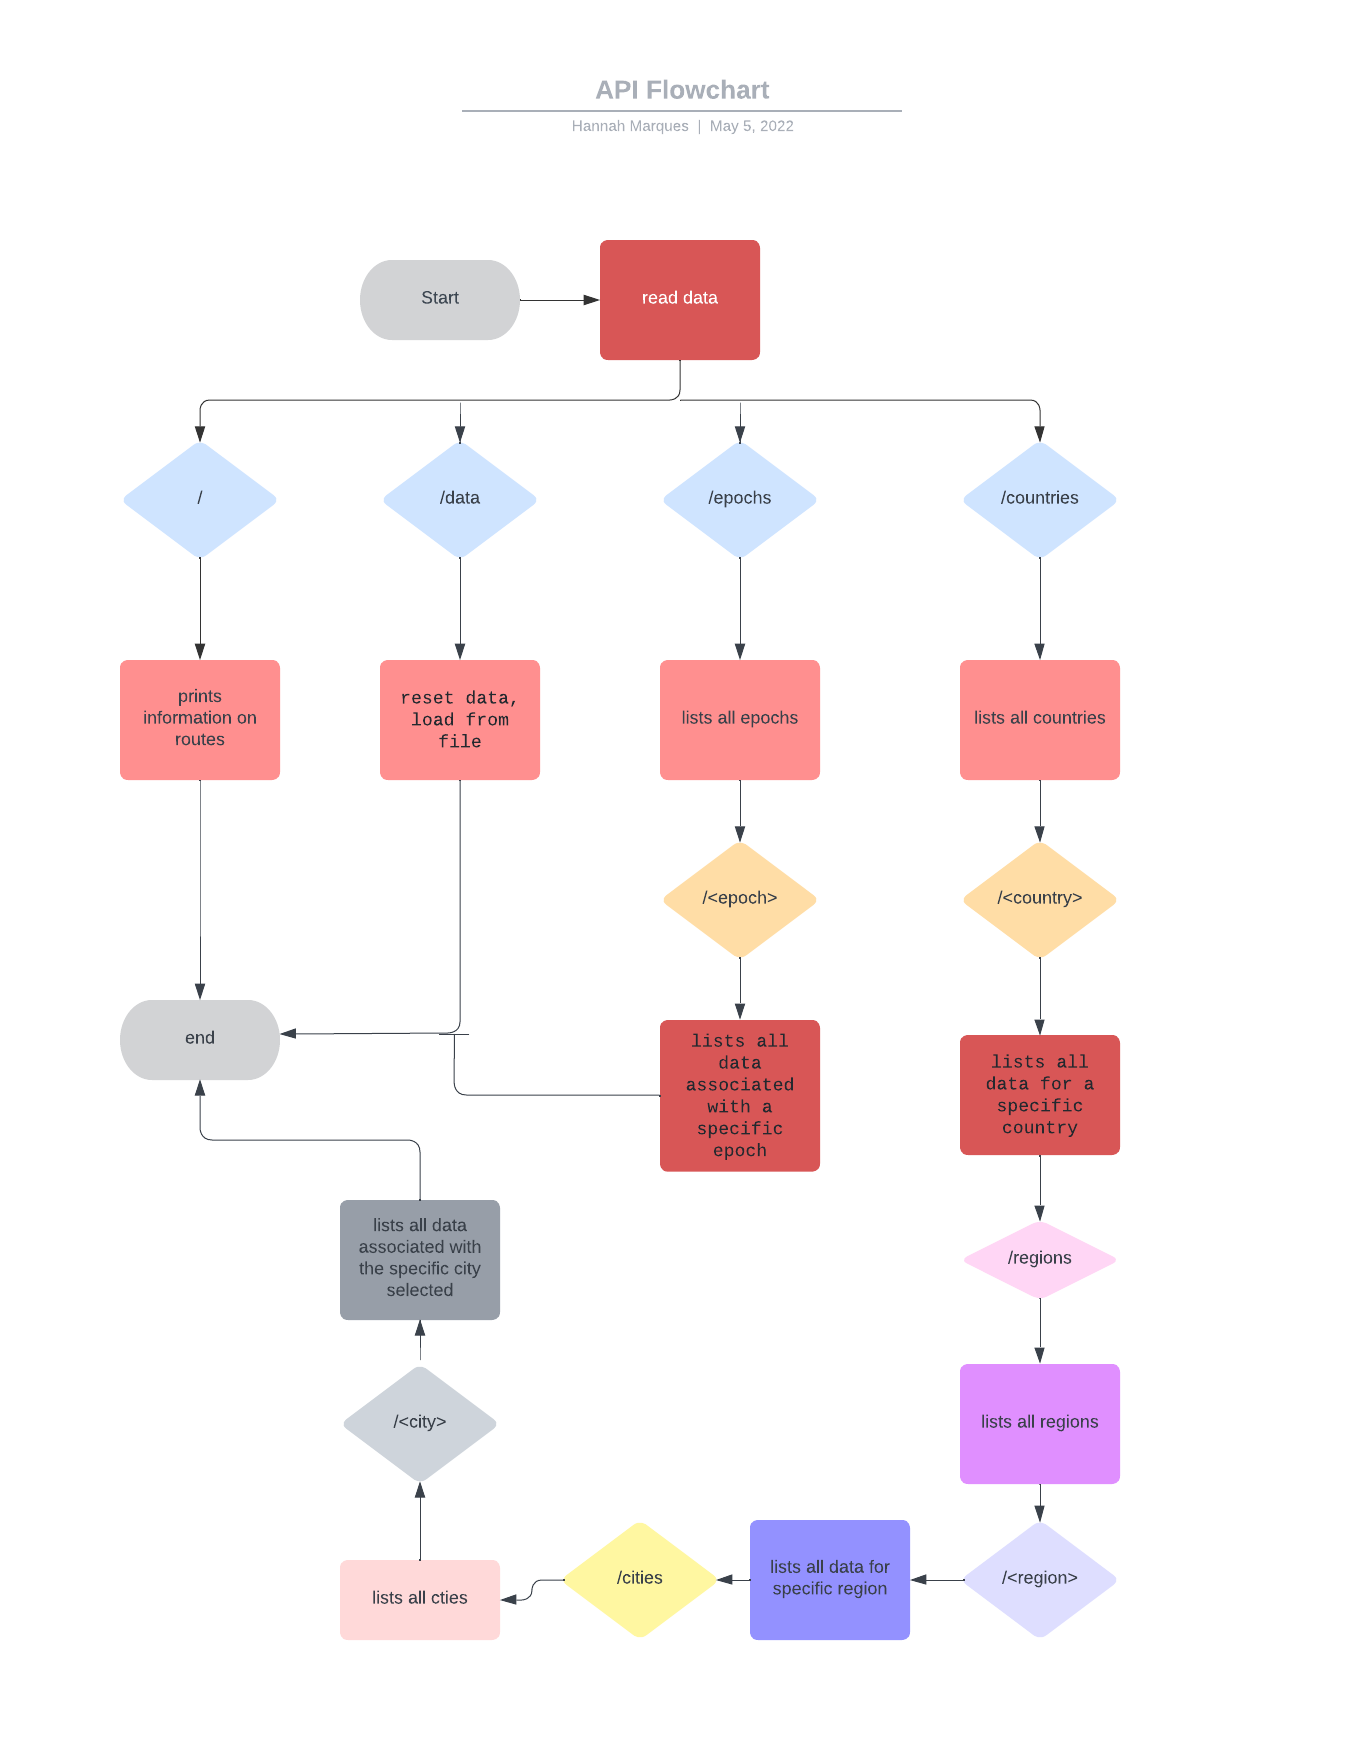 API Flowchart
Hannah Marques | May 5, 2022
Start
read data
/
/data
/epochs
/countries
prints
information on
routes
reset data,
load from
file
lists all epochs
lists all countries
/<epoch>
/<country>
end
lists all
data
associated
with a
specific
epoch
lists all
data for a
specific
country
lists all data
associated with
the specific city
selected
/regions
/<city>
lists all regions
lists all cties
/cities
lists all data for
specific region
/<region>